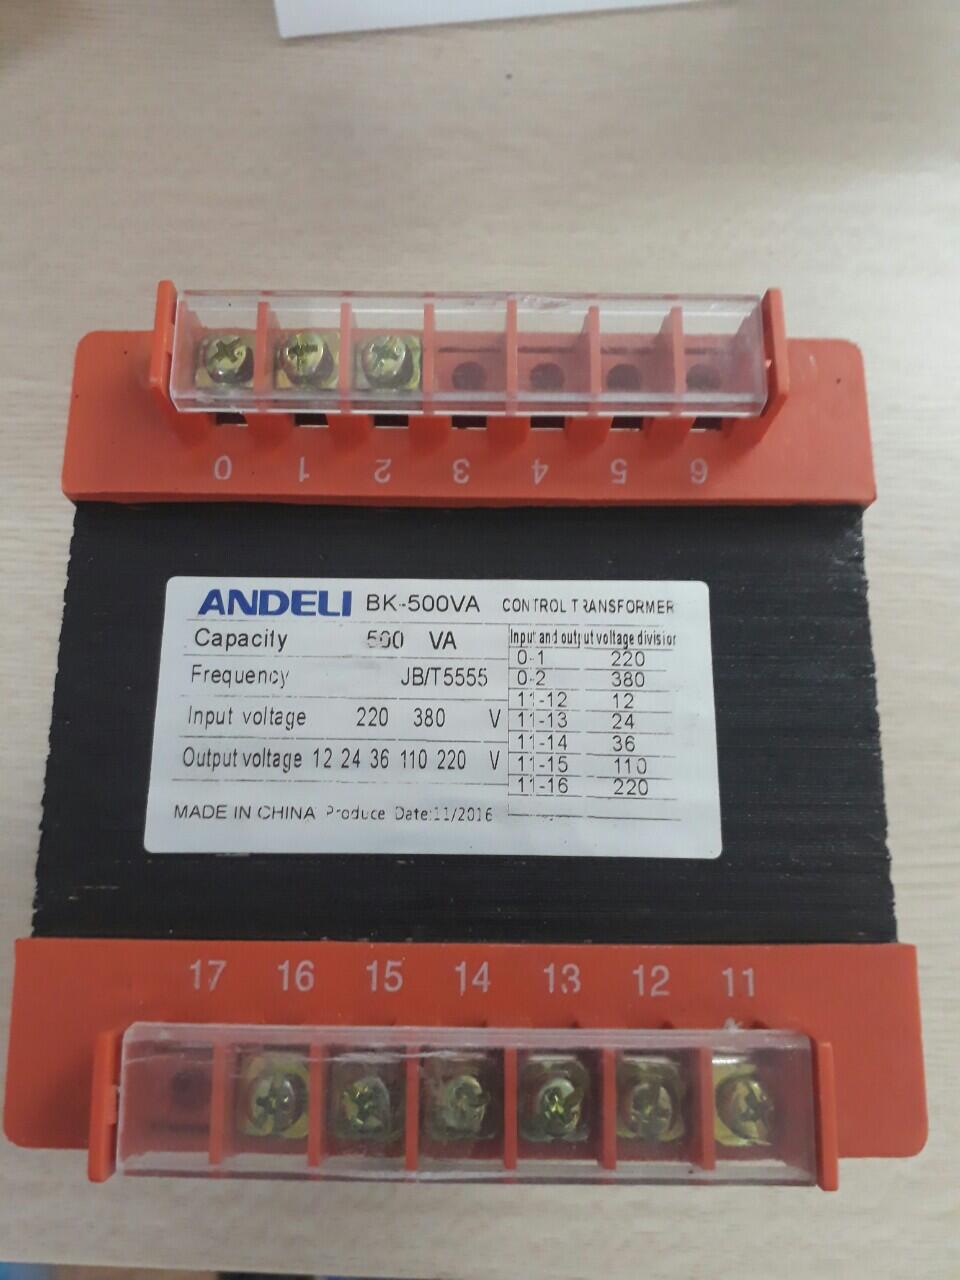 0 1 2 3 4 5 6
ANDELI BK-500VA CONTROL TRANSFORMER
Capacity 500 VA
Frequency JB/T5555
Input voltage 220 380 V
Output voltage 12 24 36 110 220 V
MADE IN CHINA Produce Date:11/2016
Input and output voltage division
0-1 220
0-2 380
11-12 12
11-13 24
11-14 36
11-15 110
11-16 220
17 16 15 14 13 12 11